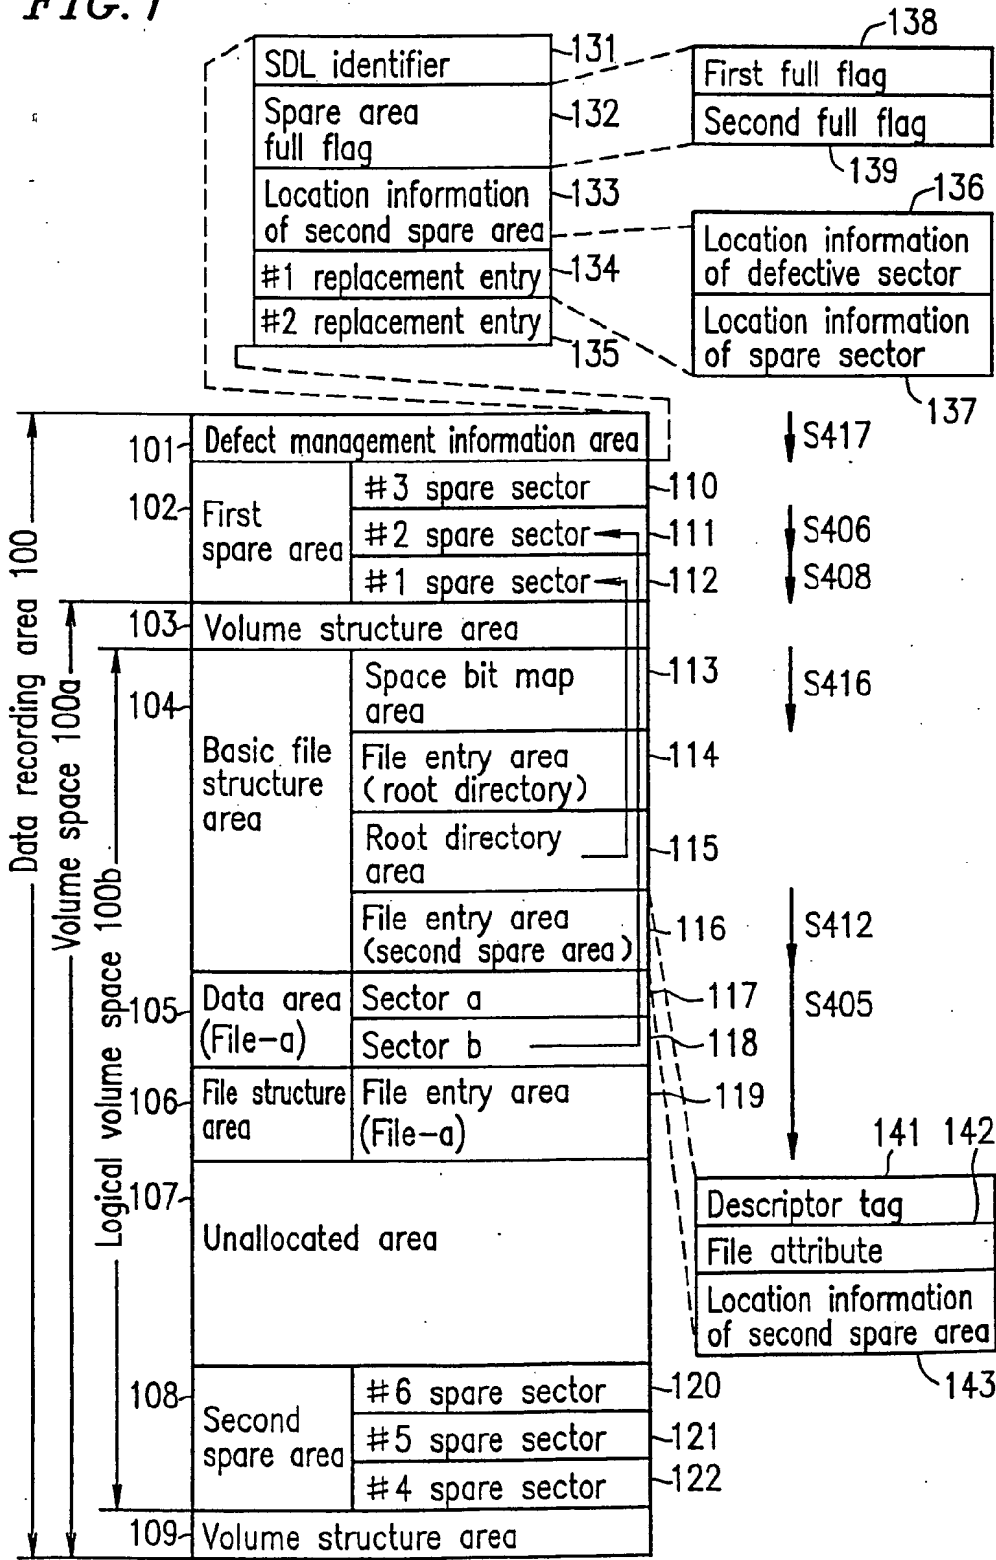 FIG. 1
SDL identifier
131
Spare area
full flag
132
Location information
of second spare area
133
#1 replacement entry
134
#2 replacement entry
135
138
First full flag
Second full flag
139
136
Location information
of defective sector
Location information
of spare sector
137
Data recording area 100
Volume space 100a
Logical volume space 100b
101
Defect management information area
S417
102
First
spare area
#3 spare sector
110
#2 spare sector
111
S406
#1 spare sector
112
S408
103
Volume structure area
104
Basic file
structure
area
Space bit map
area
113
S416
File entry area
(root directory)
114
Root directory
area
115
File entry area
(second spare area)
116
S412
105
Data area
(File-a)
Sector a
117
S405
Sector b
118
106
File structure
area
File entry area
(File-a)
119
107
Unallocated area
141
142
Descriptor tag
File attribute
Location information
of second spare area
143
108
Second
spare area
#6 spare sector
120
#5 spare sector
121
#4 spare sector
122
109
Volume structure area